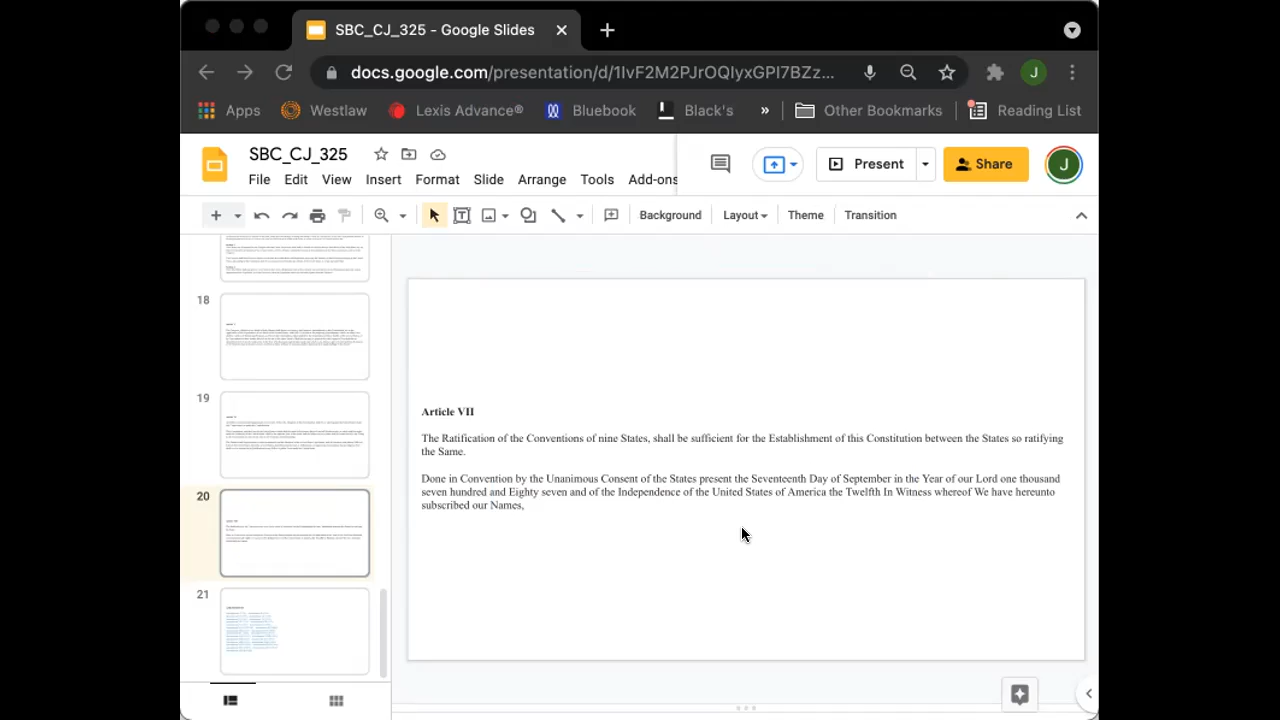 SBC_CJ_325 - Google Slides
docs.google.com/presentation/d/1IvF2M2PJrOQlyxGPI7BZz...
J
Apps
Westlaw
Lexis Advance®
Bluebook
Black's
»
Other Bookmarks
Reading List
SBC_CJ_325
File Edit View Insert Format Slide Arrange Tools Add-ons
Present
Share
J
Background
Layout
Theme
Transition
18
19
20
21
Article VII
The Ratification of the Conventions of nine States, shall be sufficient for the Establishment of this Constitution between the States so ratifying
the Same.
Done in Convention by the Unanimous Consent of the States present the Seventeenth Day of September in the Year of our Lord one thousand
seven hundred and Eighty seven and of the Independence of the United States of America the Twelfth In Witness whereof We have hereunto
subscribed our Names,